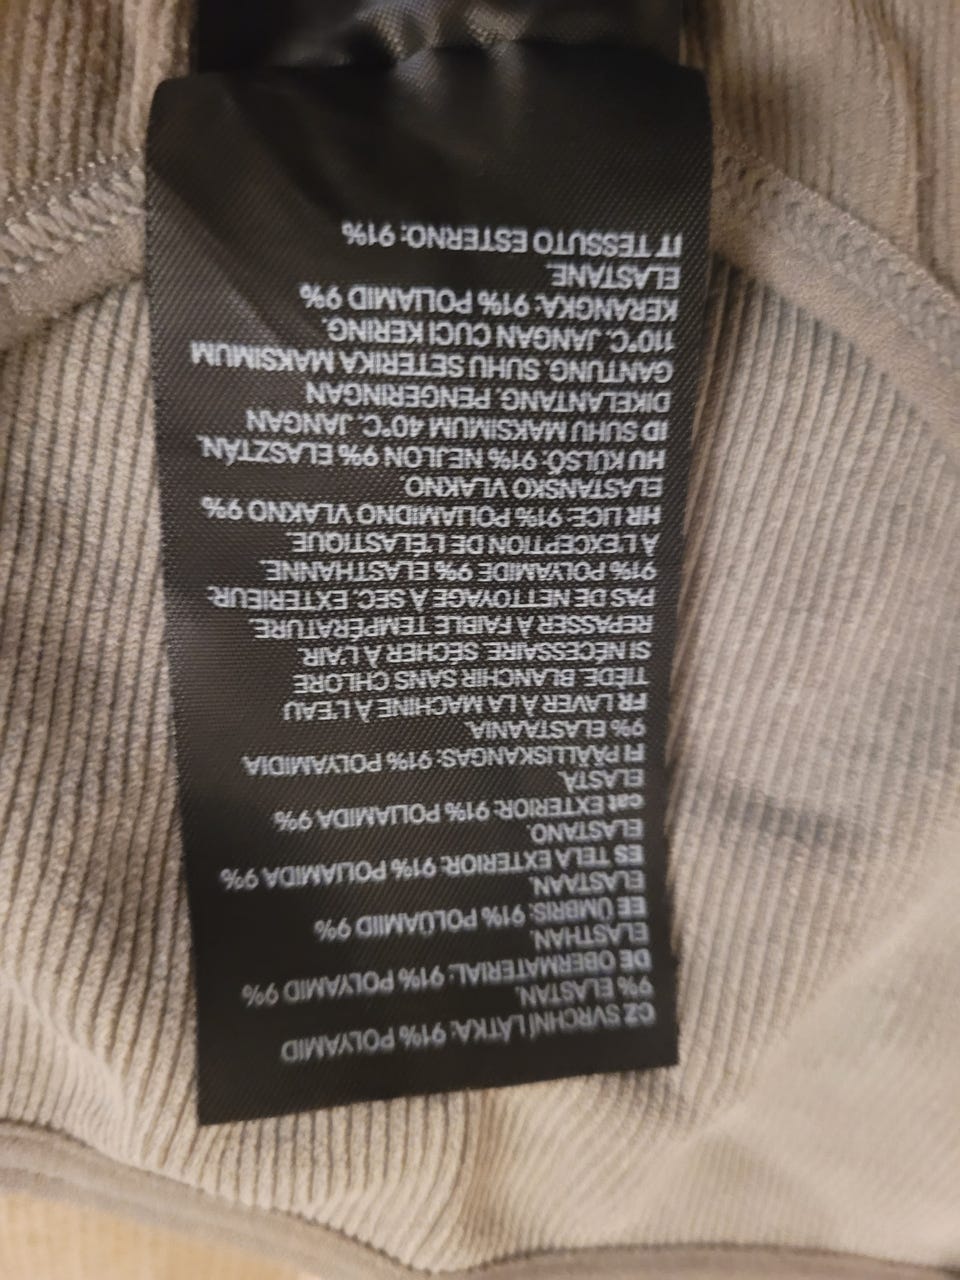 CZ SVRCHNÍ LÁTKA: 91% POLYAMID
9% ELASTAN.
DE OBERMATERIAL: 91% POLYAMID 9%
ELASTHAN.
EE ÜMBRIS: 91% POLÜAMIID 9%
ELASTAAN.
ES TELA EXTERIOR: 91% POLIAMIDA 9%
ELASTANO.
cat EXTERIOR: 91% POLIAMIDA 9%
ELASTÀ
FI PÄÄLLISKANGAS: 91% POLYAMIDIA
9% ELASTAANIA
FR LAVER À LA MACHINE À L'EAU
TIÈDE. BLANCHIR SANS CHLORE
SI NÉCESSAIRE. SÉCHER À L'AIR.
REPASSER À FAIBLE TEMPÉRATURE.
PAS DE NETTOYAGE À SEC. EXTERIEUR:
91% POLYAMIDE 9% ELASTHANNE.
A L'EXCEPTION DE L'ÉLASTIQUE.
HR LICE: 91% POLIAMIDNO VLAKNO 9%
ELASTANSKO VLAKNO.
HU KÜLSŐ: 91% NEJLON 9% ELASZTÁN.
ID SUHU MAKSIMUM 40°C. JANGAN
DIKELANTANG. PENGERINGAN
GANTUNG. SUHU SETERIKA MAKSIMUM
110°C. JANGAN CUCI KERING.
KERANGKA: 91% POLIAMID 9%
ELASTANE.
IT TESSUTO ESTERNO: 91%